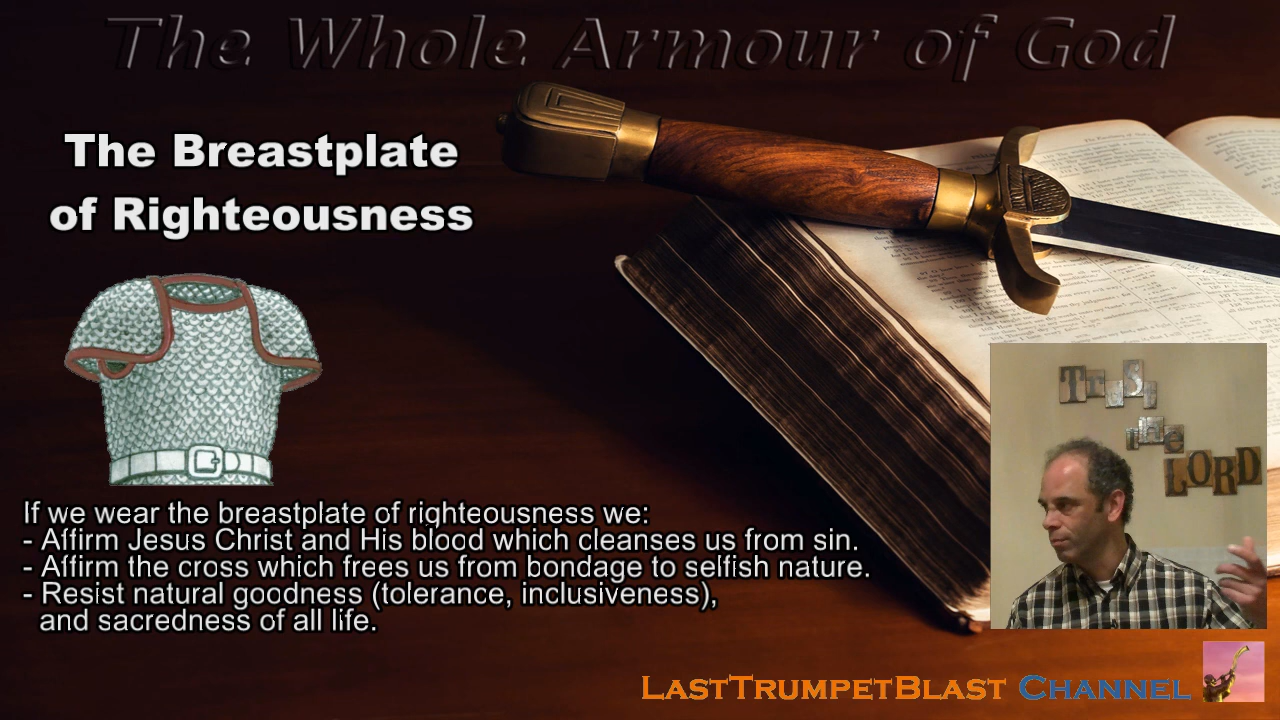 The Whole Armour of God
The Breastplate
of Righteousness
Trust
the
LORD
If we wear the breastplate of righteousness we:
- Affirm Jesus Christ and His blood which cleanses us from sin.
- Affirm the cross which frees us from bondage to selfish nature.
- Resist natural goodness (tolerance, inclusiveness),
and sacredness of all life.
LASTTRUMPETBLAST CHANNEL